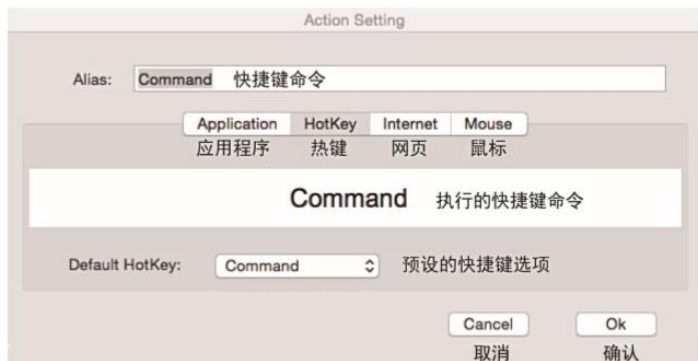 Action Setting
Alias: Command 快捷键命令
Application HotKey Internet Mouse
应用程序 热键 网页 鼠标
Command 执行的快捷键命令
Default HotKey: Command 预设的快捷键选项
Cancel Ok
取消 确认